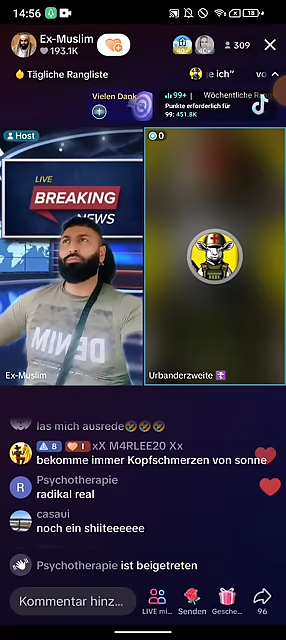 14:56
Ex-Muslim
193.1K
309
Tägliche Rangliste
je ich"
vo
Vielen Dank
99+
Wöchentliche Rang
Punkte erforderlich für
99: 451.8K
Host
0
LIVE
BREAKING
NEWS
DENIM
Ex-Muslim
Urbanderzweite
las mich ausrede🤣🤣🤣
8
1
xX M4RLEE20 Xx
bekomme immer Kopfschmerzen von sonne
R
Psychotherapie
radikal real
casaui
noch ein shiiteeeeee
Psychotherapie ist beigetreten
Kommentar hinz...
LIVE mi...
Senden
Gesche...
96